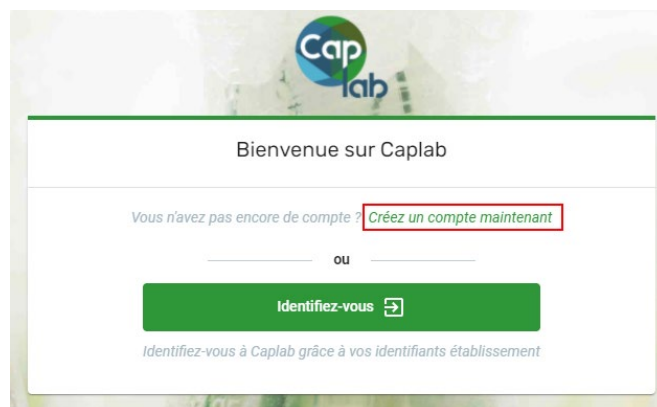 Cap
lab
Bienvenue sur Caplab
Vous n'avez pas encore de compte ? Créez un compte maintenant
ou
Identifiez-vous
Identifiez-vous à Caplab grâce à vos identifiants établissement